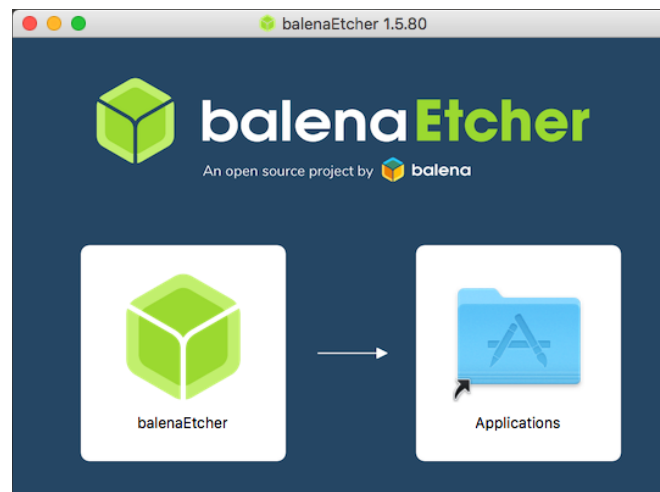 balenaEtcher 1.5.80
balenaEtcher
An open source project by balena
balenaEtcher
Applications